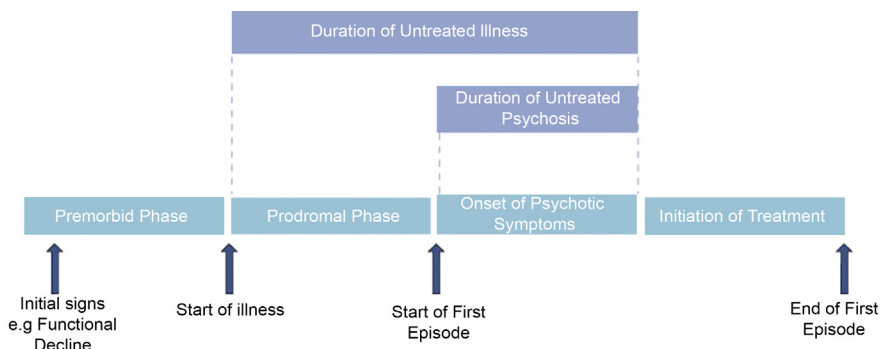 Duration of Untreated Illness
Duration of Untreated
Psychosis
Premorbid Phase
Prodromal Phase
Onset of Psychotic
Symptoms
Initiation of Treatment
Initial signs
e.g Functional
Decline
Start of illness
Start of First
Episode
End of First
Episode